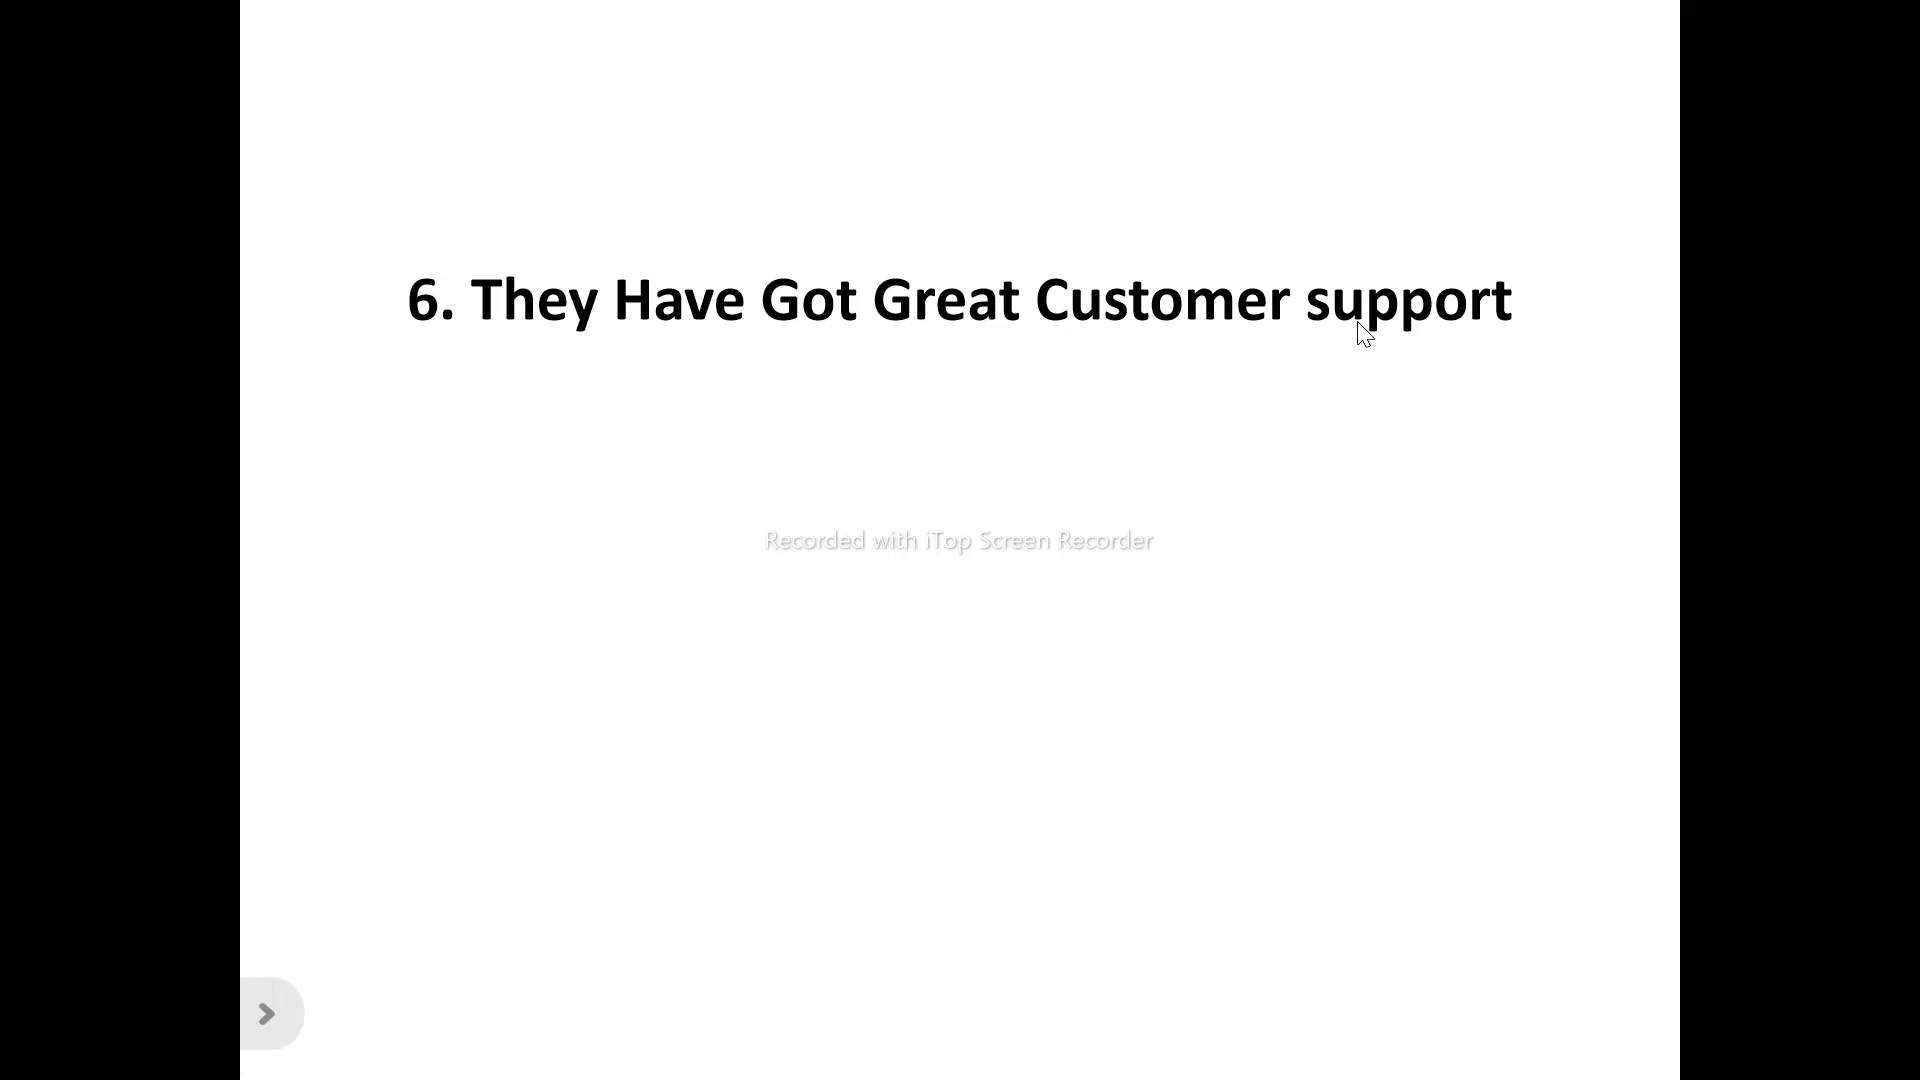 6. They Have Got Great Customer support
Recorded with iTop Screen Recorder